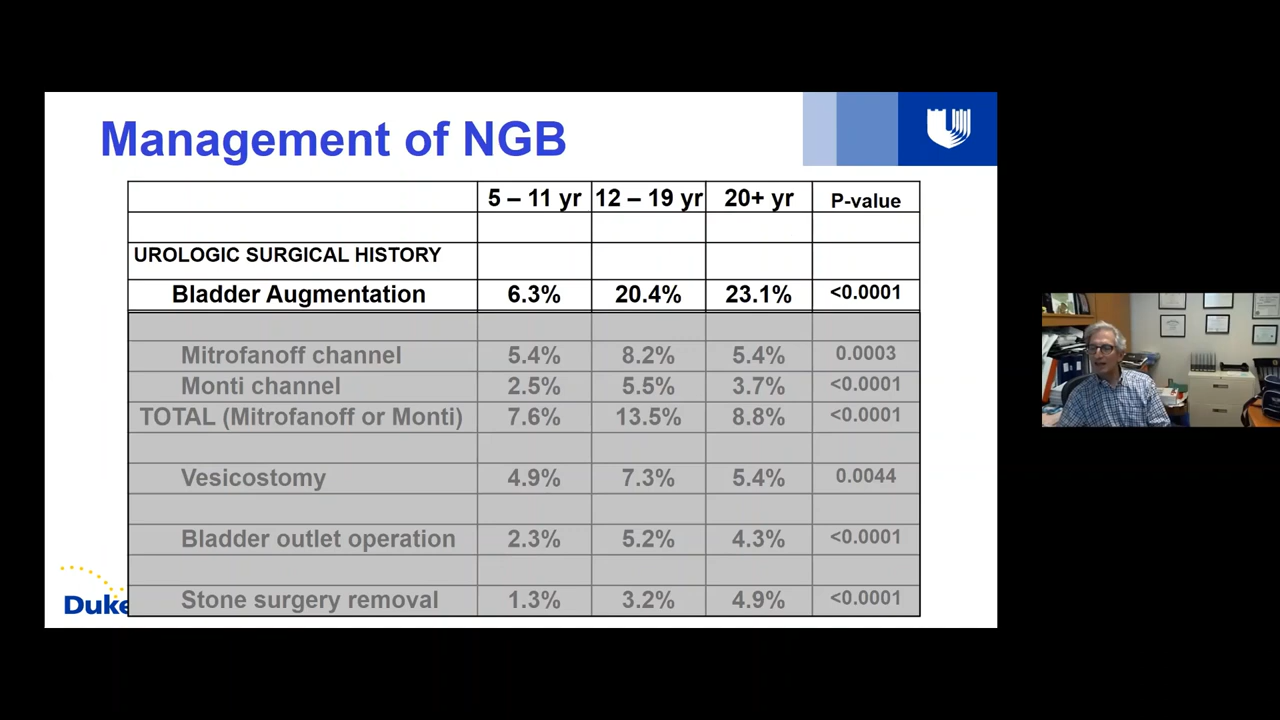 Management of NGB
5 – 11 yr 12 – 19 yr 20+ yr P-value
UROLOGIC SURGICAL HISTORY
Bladder Augmentation 6.3% 20.4% 23.1% <0.0001
Mitrofanoff channel 5.4% 8.2% 5.4% 0.0003
Monti channel 2.5% 5.5% 3.7% <0.0001
TOTAL (Mitrofanoff or Monti) 7.6% 13.5% 8.8% <0.0001
Vesicostomy 4.9% 7.3% 5.4% 0.0044
Bladder outlet operation 2.3% 5.2% 4.3% <0.0001
Stone surgery removal 1.3% 3.2% 4.9% <0.0001
Duke